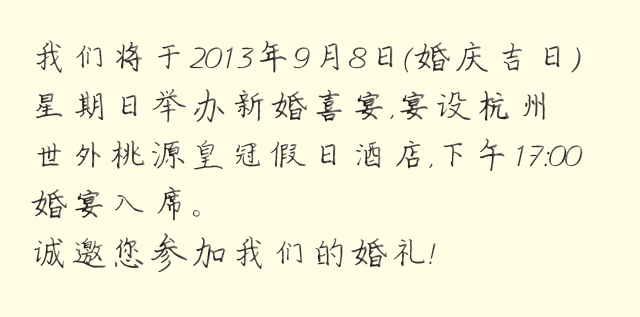 我们将于2013年9月8日(婚庆吉日)
星期日举办新婚喜宴,宴设杭州
世外桃源皇冠假日酒店,下午17:00
婚宴入席。
诚邀您参加我们的婚礼!